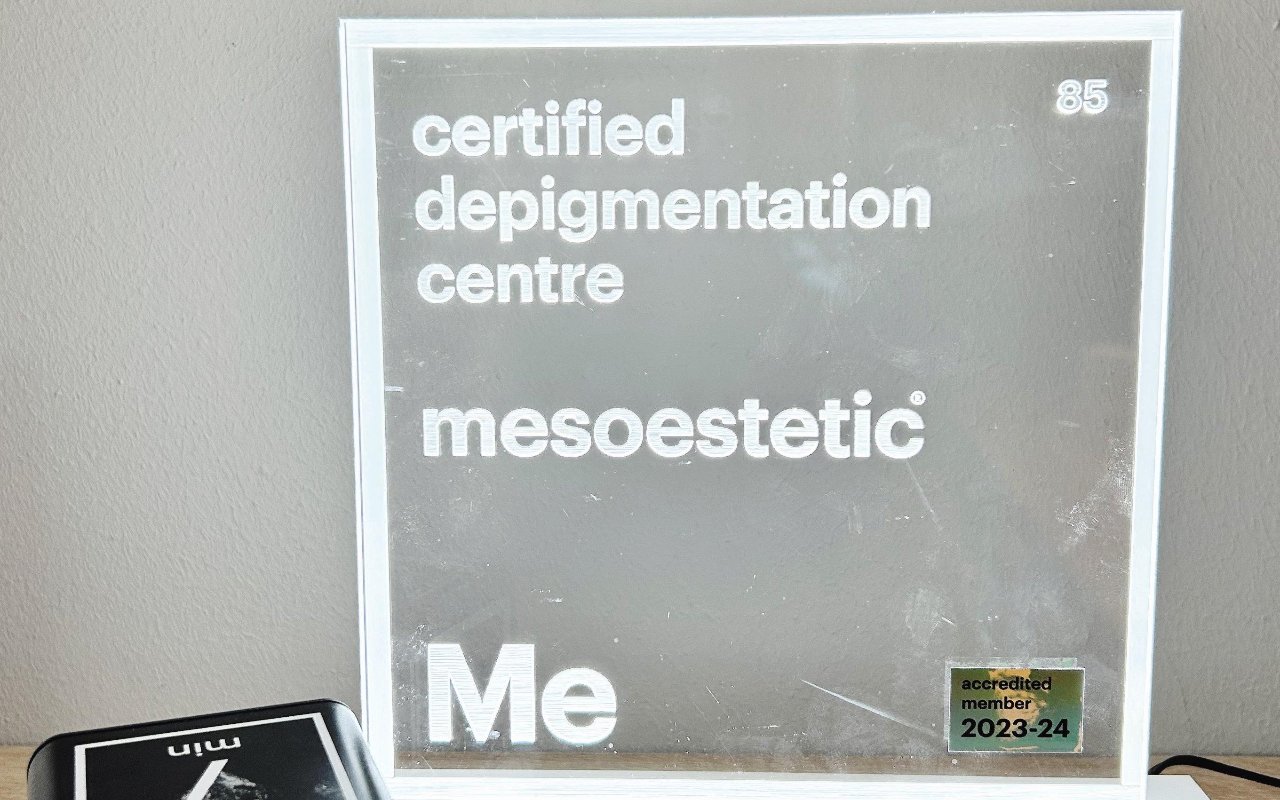 85
certified
depigmentation
centre
mesoestetic®
Me
accredited
member
2023-24
min